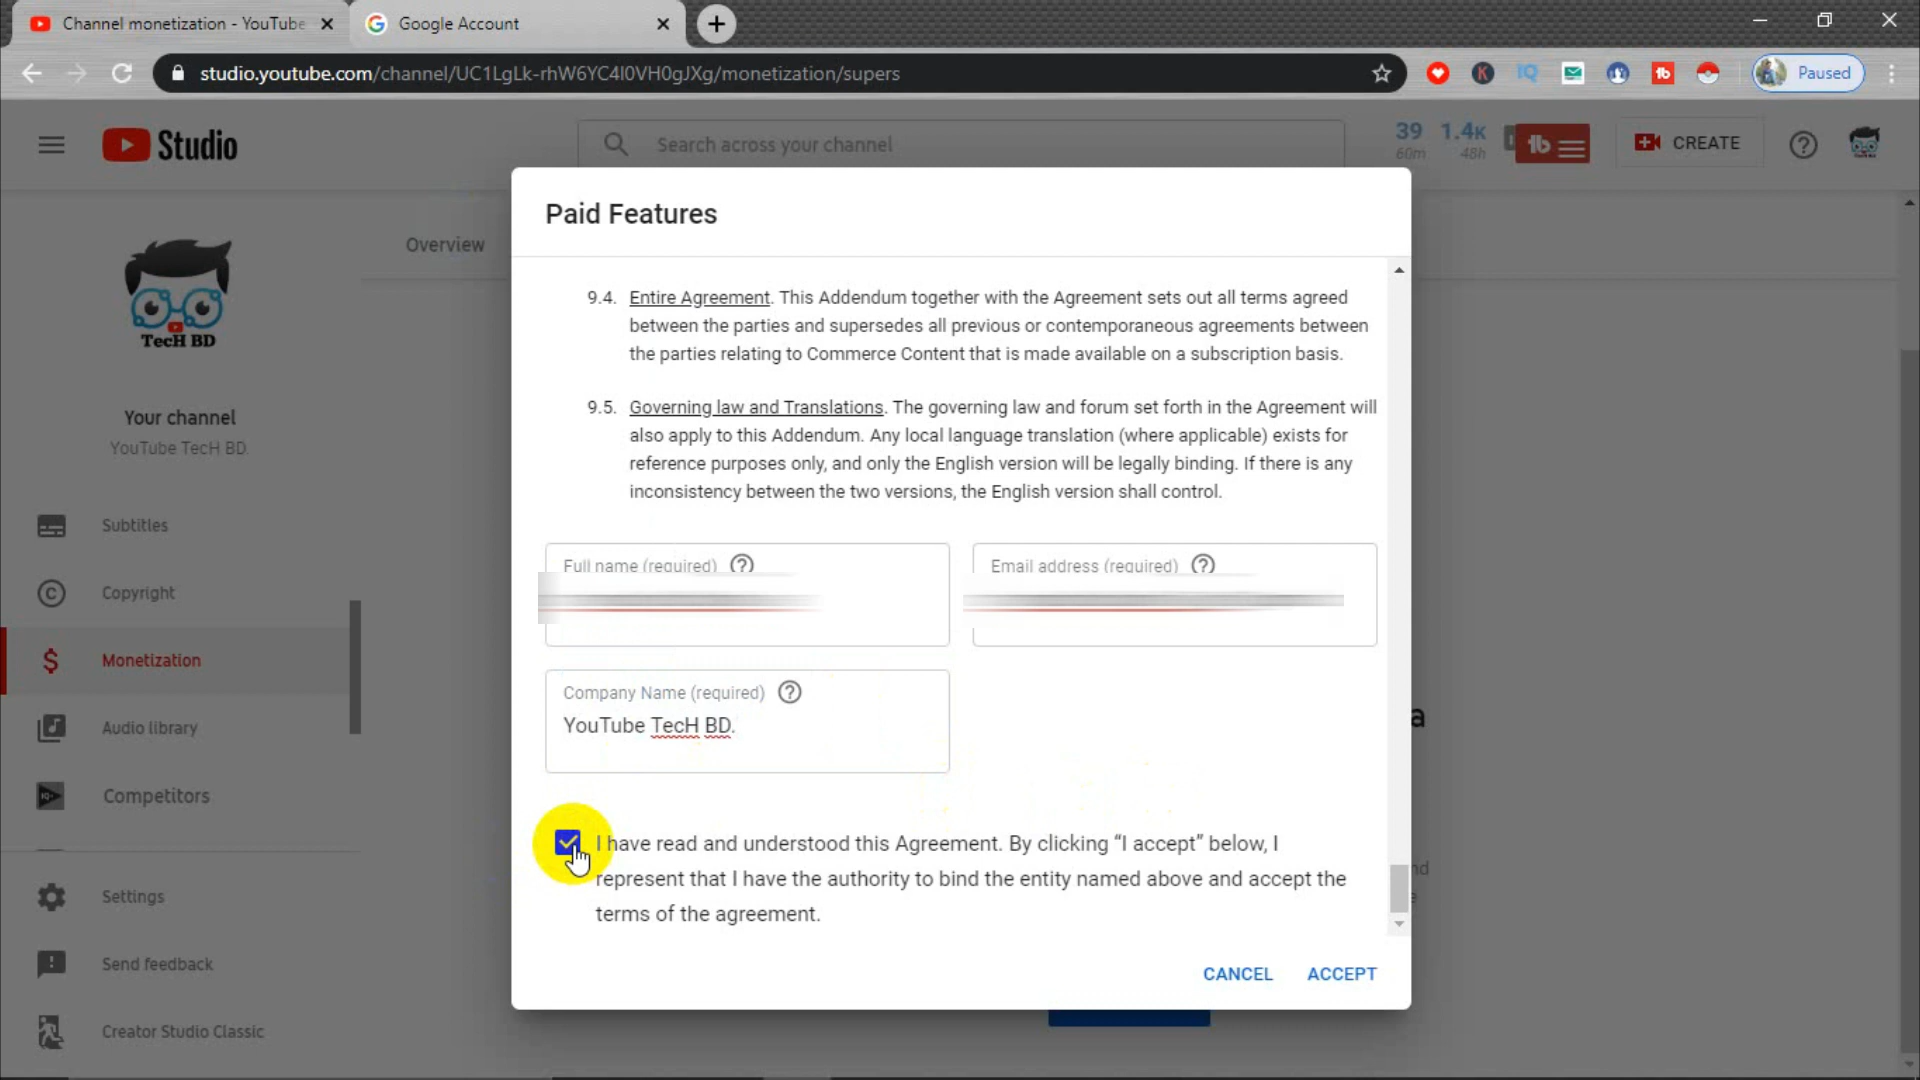 Channel monetization - YouTube
Google Account
studio.youtube.com/channel/UC1LgLk-rhW6YC4l0VH0gJXg/monetization/supers
K
IQ
tb
Paused
Studio
Search across your channel
39 1.4K
60m 48h
tb
CREATE
Paid Features
TecH BD
Your channel
YouTube TecH BD.
Overview
Subtitles
Copyright
Monetization
Audio library
Competitors
Settings
Send feedback
Creator Studio Classic
9.4. Entire Agreement. This Addendum together with the Agreement sets out all terms agreed
between the parties and supersedes all previous or contemporaneous agreements between
the parties relating to Commerce Content that is made available on a subscription basis.
9.5. Governing law and Translations. The governing law and forum set forth in the Agreement will
also apply to this Addendum. Any local language translation (where applicable) exists for
reference purposes only, and only the English version will be legally binding. If there is any
inconsistency between the two versions, the English version shall control.
Full name (required)
Email address (required)
Company Name (required)
YouTube TecH BD.
I have read and understood this Agreement. By clicking “I accept” below, I
represent that I have the authority to bind the entity named above and accept the
terms of the agreement.
CANCEL ACCEPT